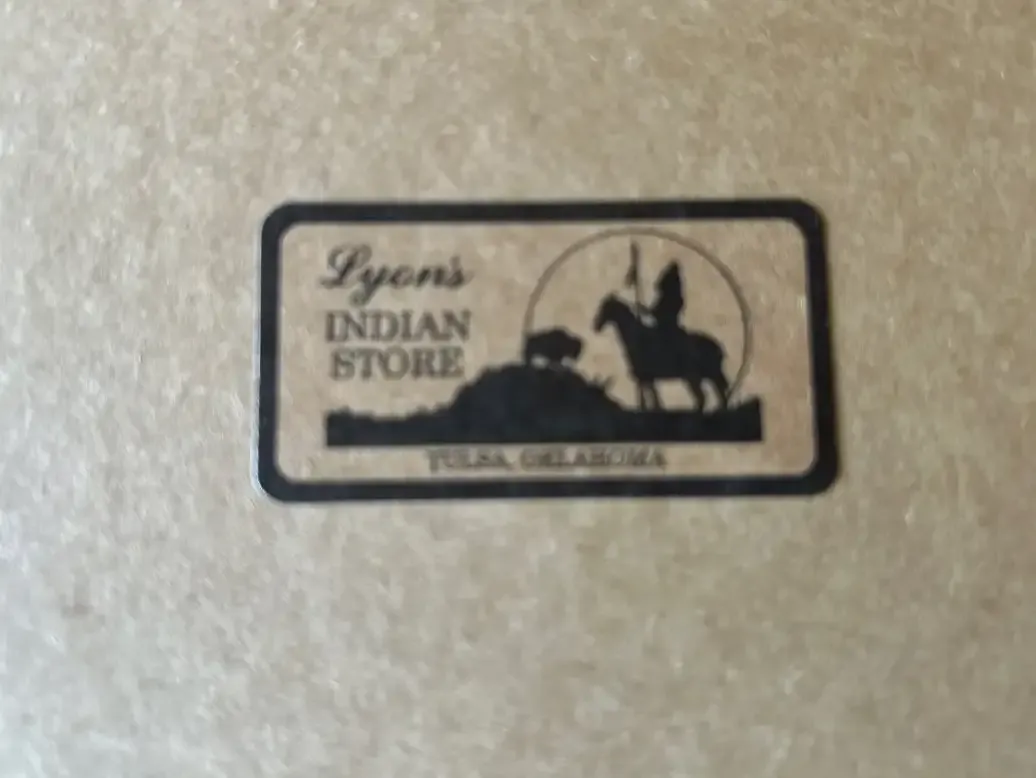 Lyon's
INDIAN
STORE
TULSA, OKLAHOMA